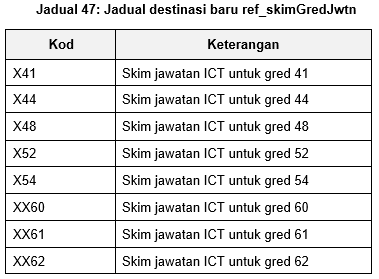 Jadual 47: Jadual destinasi baru ref_skimGredJwtn
Kod Keterangan
X41 Skim jawatan ICT untuk gred 41
X44 Skim jawatan ICT untuk gred 44
X48 Skim jawatan ICT untuk gred 48
X52 Skim jawatan ICT untuk gred 52
X54 Skim jawatan ICT untuk gred 54
XX60 Skim jawatan ICT untuk gred 60
XX61 Skim jawatan ICT untuk gred 61
XX62 Skim jawatan ICT untuk gred 62